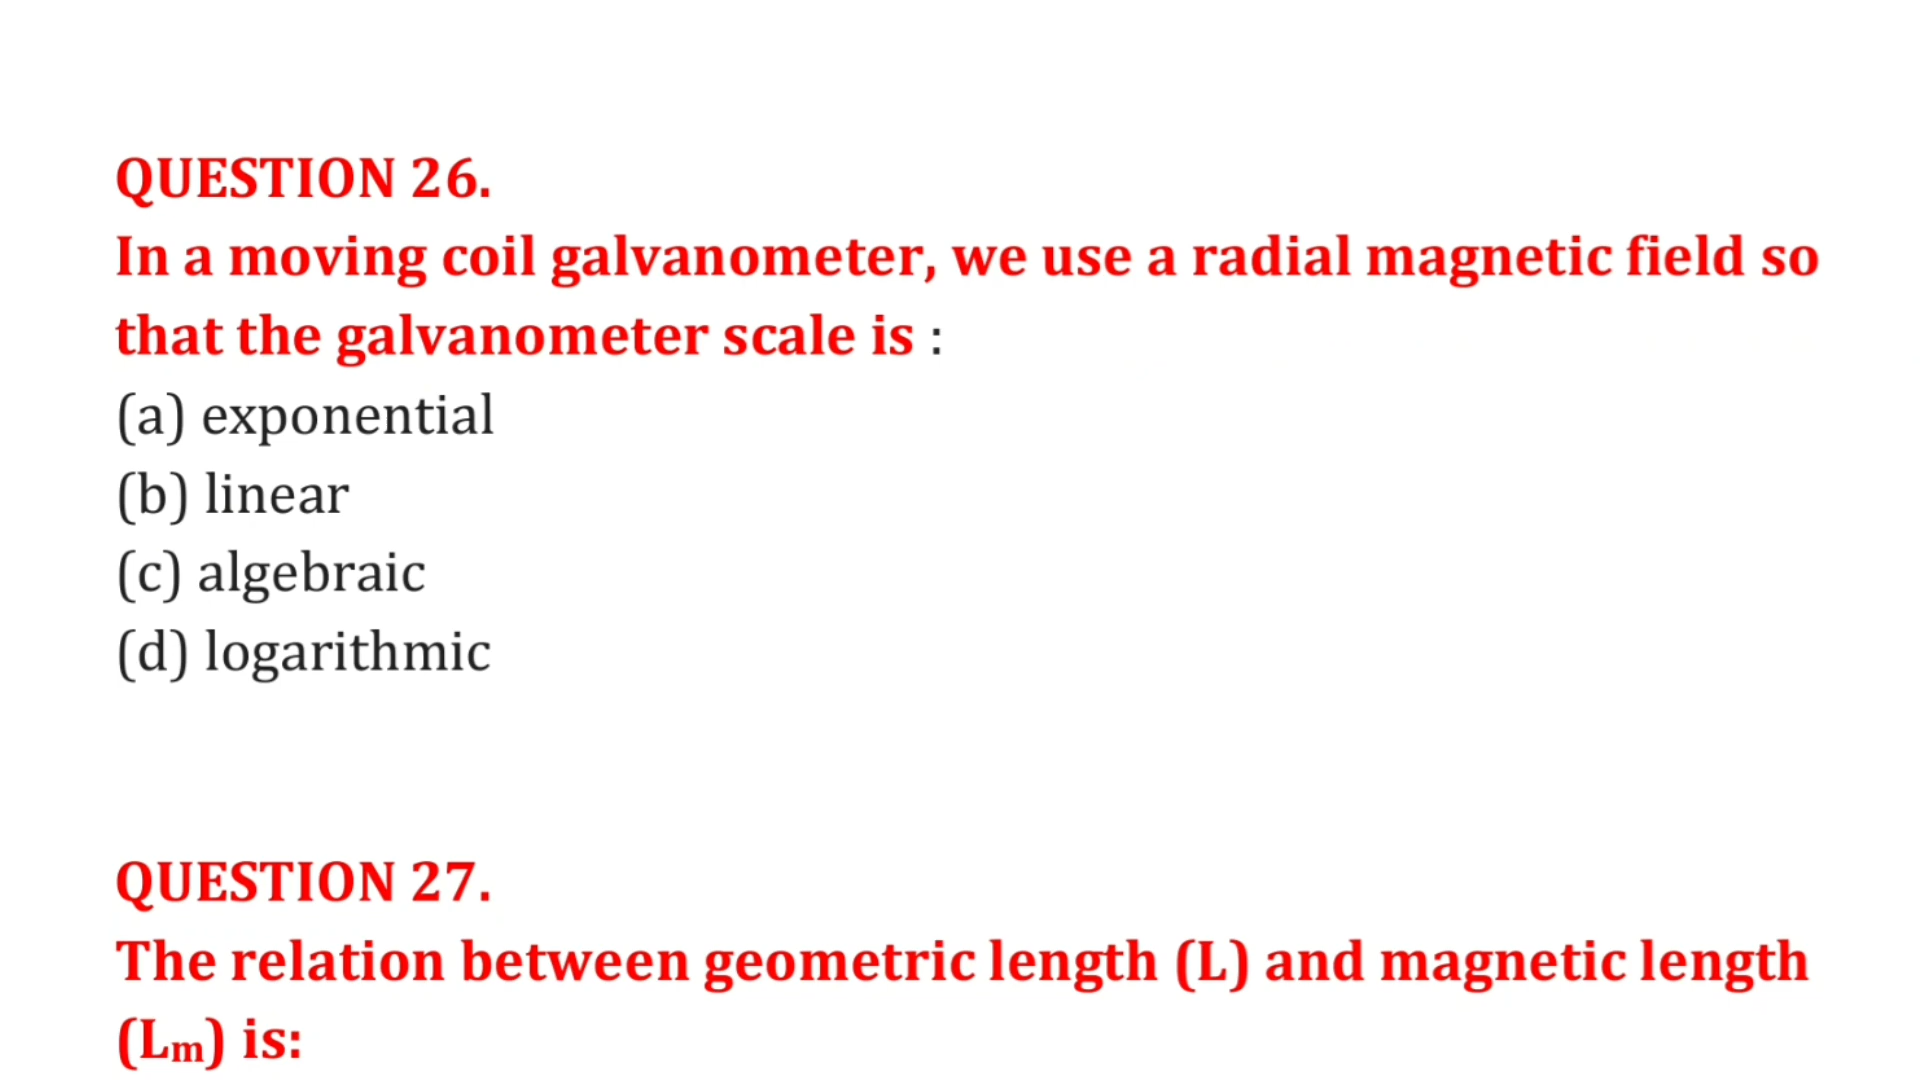 QUESTION 26.
In a moving coil galvanometer, we use a radial magnetic field so
that the galvanometer scale is :
(a) exponential
(b) linear
(c) algebraic
(d) logarithmic
QUESTION 27.
The relation between geometric length (L) and magnetic length
(Lₘ) is: